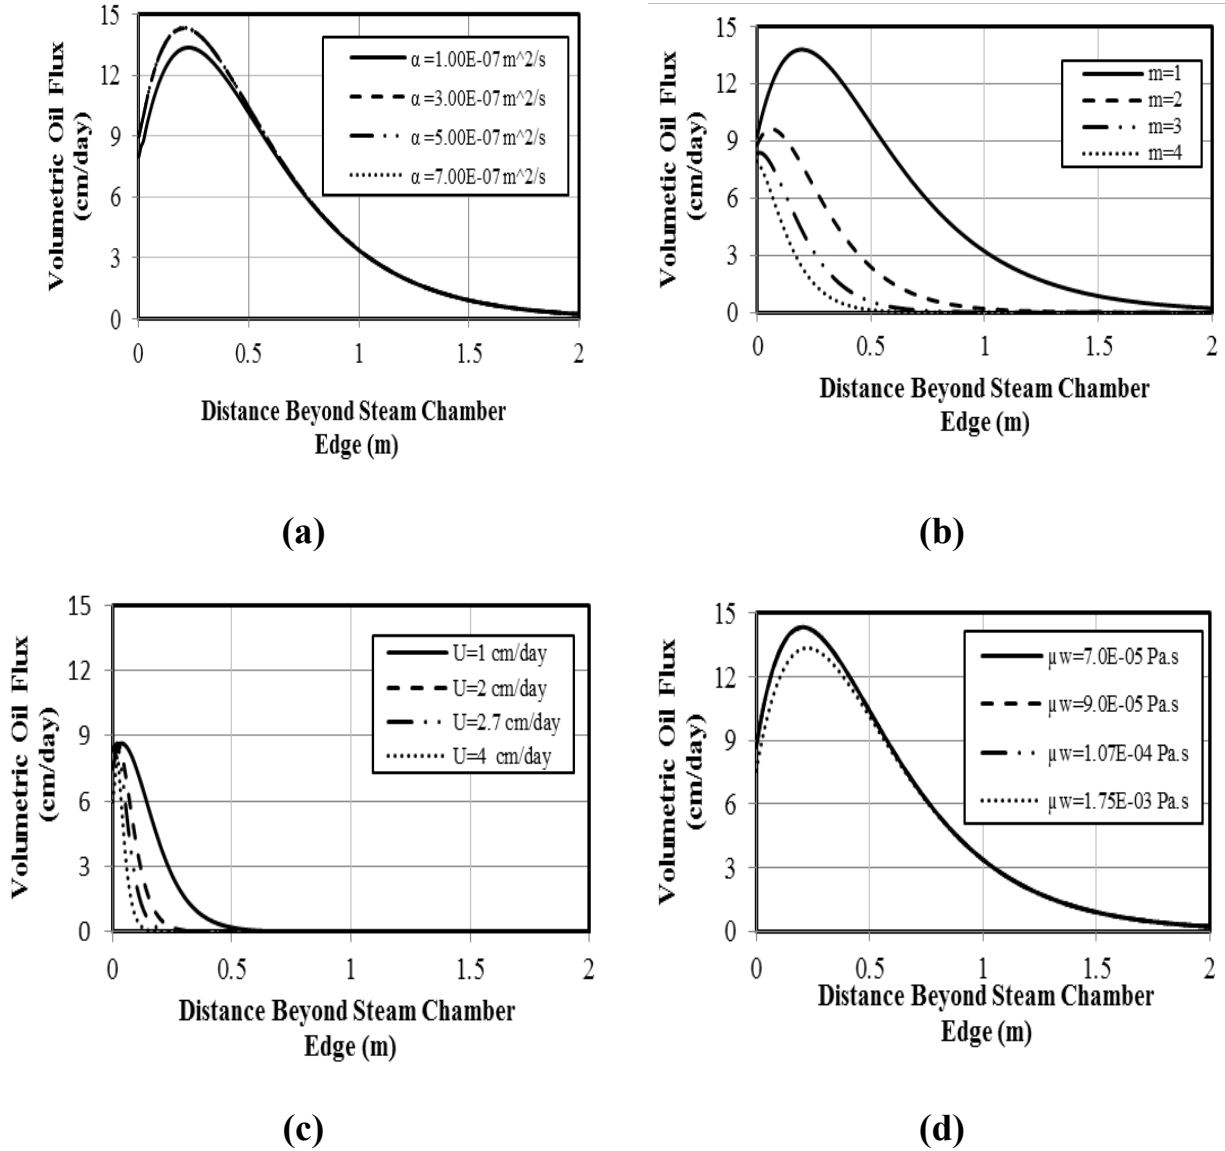 Volumetric Oil Flux
(cm/day)
15
12
9
6
3
0
α =1.00E-07 m^2/s
α =3.00E-07 m^2/s
α =5.00E-07 m^2/s
α =7.00E-07 m^2/s
0 0.5 1 1.5 2
Distance Beyond Steam Chamber
Edge (m)
(a)
Volumetic Oil Flux
(cm/day)
15
12
9
6
3
0
m=1
m=2
m=3
m=4
0 0.5 1 1.5 2
Distance Beyond Steam Chamber
Edge (m)
(b)
Volumetric Oil Flux
(cm/day)
15
12
9
6
3
0
U=1 cm/day
U=2 cm/day
U=2.7 cm/day
U=4 cm/day
0 0.5 1 1.5 2
Distance Beyond Steam Chamber
Edge (m)
(c)
Volumetric Oil Flux
(cm/day)
15
12
9
6
3
0
μw=7.0E-05 Pa.s
μw=9.0E-05 Pa.s
μw=1.07E-04 Pa.s
μw=1.75E-03 Pa.s
0 0.5 1 1.5 2
Distance Beyond Steam Chamber
Edge (m)
(d)